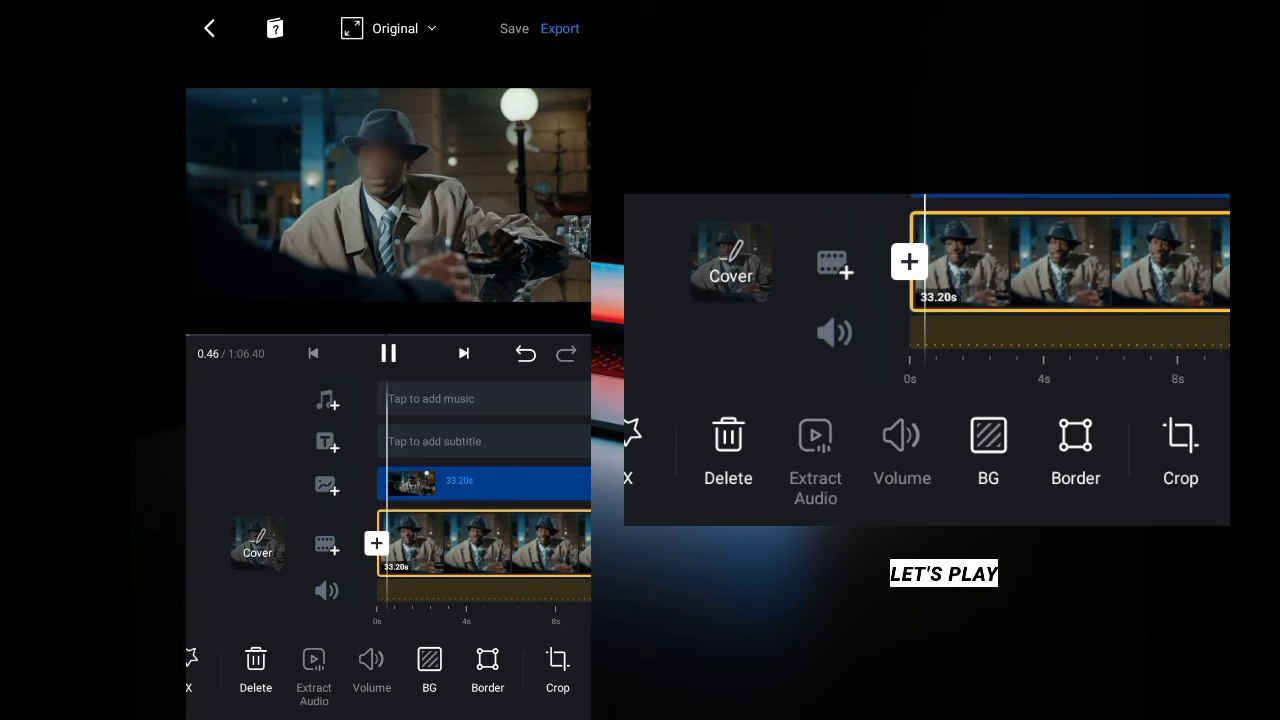 ?
Original
Save
Export
0.46 / 1:06.40
Tap to add music
Tap to add subtitle
33.20s
Cover
33.20s
0s
4s
8s
X
Delete
Extract
Audio
Volume
BG
Border
Crop
Cover
33.20s
0s
4s
8s
X
Delete
Extract
Audio
Volume
BG
Border
Crop
LET'S PLAY